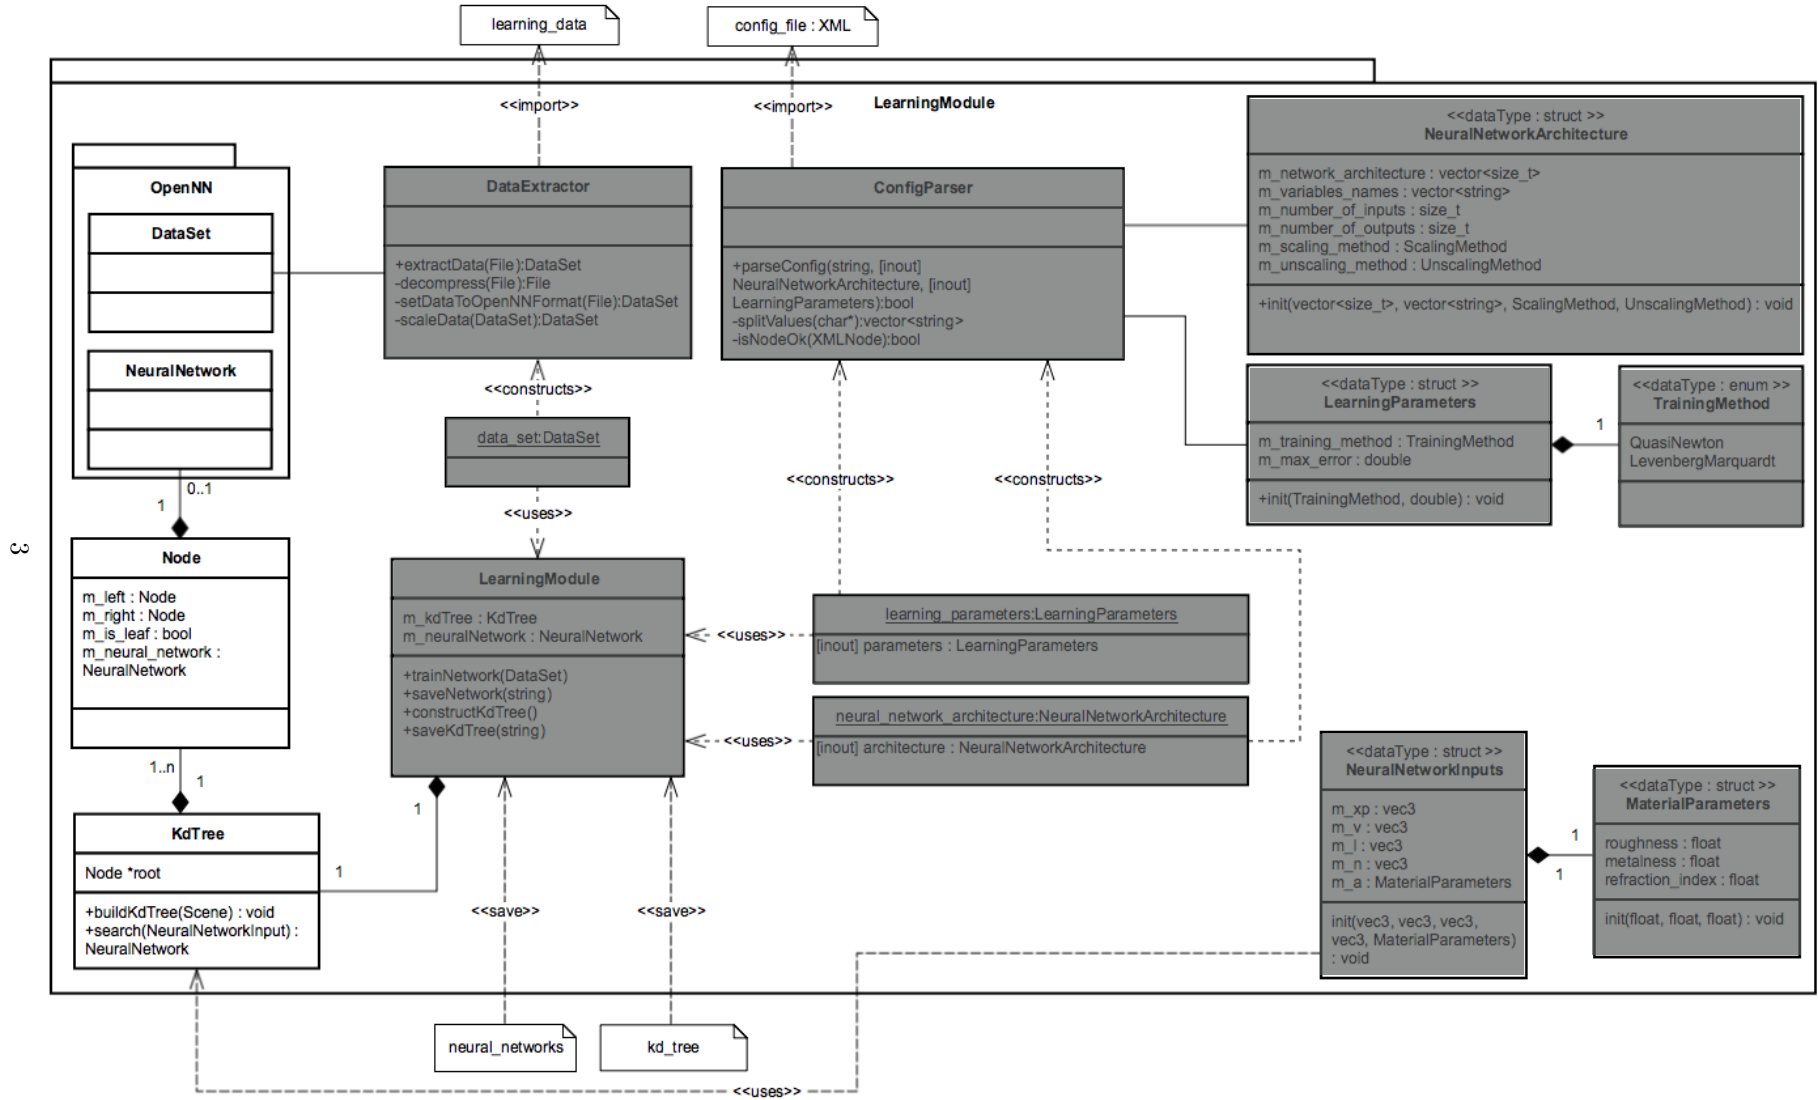 learning_data
config_file : XML
<<import>>
<<import>>
LearningModule
OpenNN
DataSet
NeuralNetwork
DataExtractor
+extractData(File):DataSet
-decompress(File):File
-setDataToOpenNNFormat(File):DataSet
-scaleData(DataSet):DataSet
ConfigParser
+parseConfig(string, [inout]
NeuralNetworkArchitecture, [inout]
LearningParameters):bool
-splitValues(char*):vector<string>
-isNodeOk(XMLNode):bool
<<dataType : struct >>
NeuralNetworkArchitecture
m_network_architecture : vector<size_t>
m_variables_names : vector<string>
m_number_of_inputs : size_t
m_number_of_outputs : size_t
m_scaling_method : ScalingMethod
m_unscaling_method : UnscalingMethod
+init(vector<size_t>, vector<string>, ScalingMethod, UnscalingMethod) : void
<<dataType : struct >>
LearningParameters
m_training_method : TrainingMethod
m_max_error : double
+init(TrainingMethod, double) : void
1
<<dataType : enum >>
TrainingMethod
QuasiNewton
LevenbergMarquardt
<<constructs>>
data_set:DataSet
<<uses>>
<<constructs>>
<<constructs>>
0..1
1
Node
m_left : Node
m_right : Node
m_is_leaf : bool
m_neural_network :
NeuralNetwork
3
LearningModule
m_kdTree : KdTree
m_neuralNetwork : NeuralNetwork
+trainNetwork(DataSet)
+saveNetwork(string)
+constructKdTree()
+saveKdTree(string)
<<uses>>
learning_parameters:LearningParameters
[inout] parameters : LearningParameters
<<uses>>
neural_network_architecture:NeuralNetworkArchitecture
[inout] architecture : NeuralNetworkArchitecture
1..n
1
KdTree
Node *root
+buildKdTree(Scene) : void
+search(NeuralNetworkInput) :
NeuralNetwork
1
1
<<save>>
<<save>>
<<dataType : struct >>
NeuralNetworkInputs
m_xp : vec3
m_v : vec3
m_l : vec3
m_n : vec3
m_a : MaterialParameters
init(vec3, vec3, vec3,
vec3, MaterialParameters)
: void
1
1
<<dataType : struct >>
MaterialParameters
roughness : float
metalness : float
refraction_index : float
init(float, float, float) : void
neural_networks
kd_tree
<<uses>>